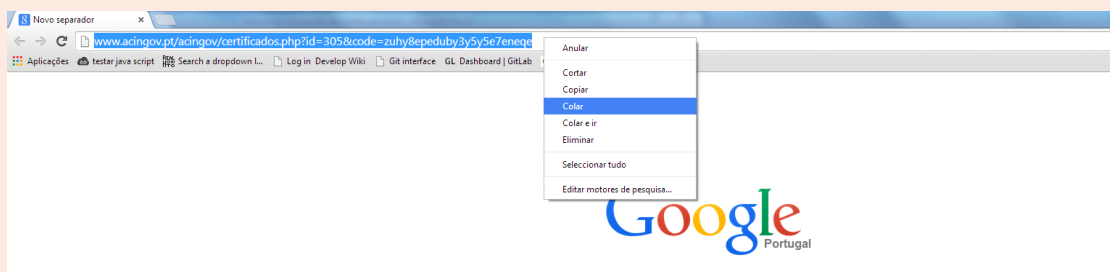 Novo separador
www.acingov.pt/acingov/certificados.php?id=305&code=zuhy8epeduby3y5y5e7eneqe
Aplicações testar java script Search a dropdown l... Log in Develop Wiki Git interface GL Dashboard | GitLab
Anular
Cortar
Copiar
Colar
Colar e ir
Eliminar
Seleccionar tudo
Editar motores de pesquisa...
Google
Portugal